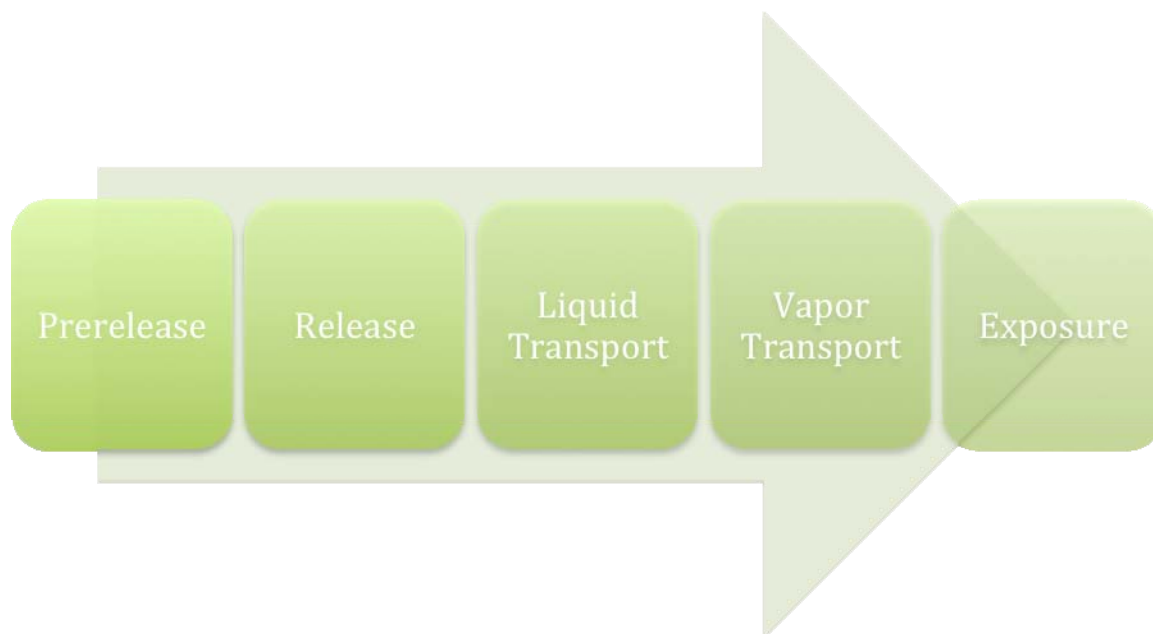 Prerelease
Release
Liquid
Transport
Vapor
Transport
Exposure